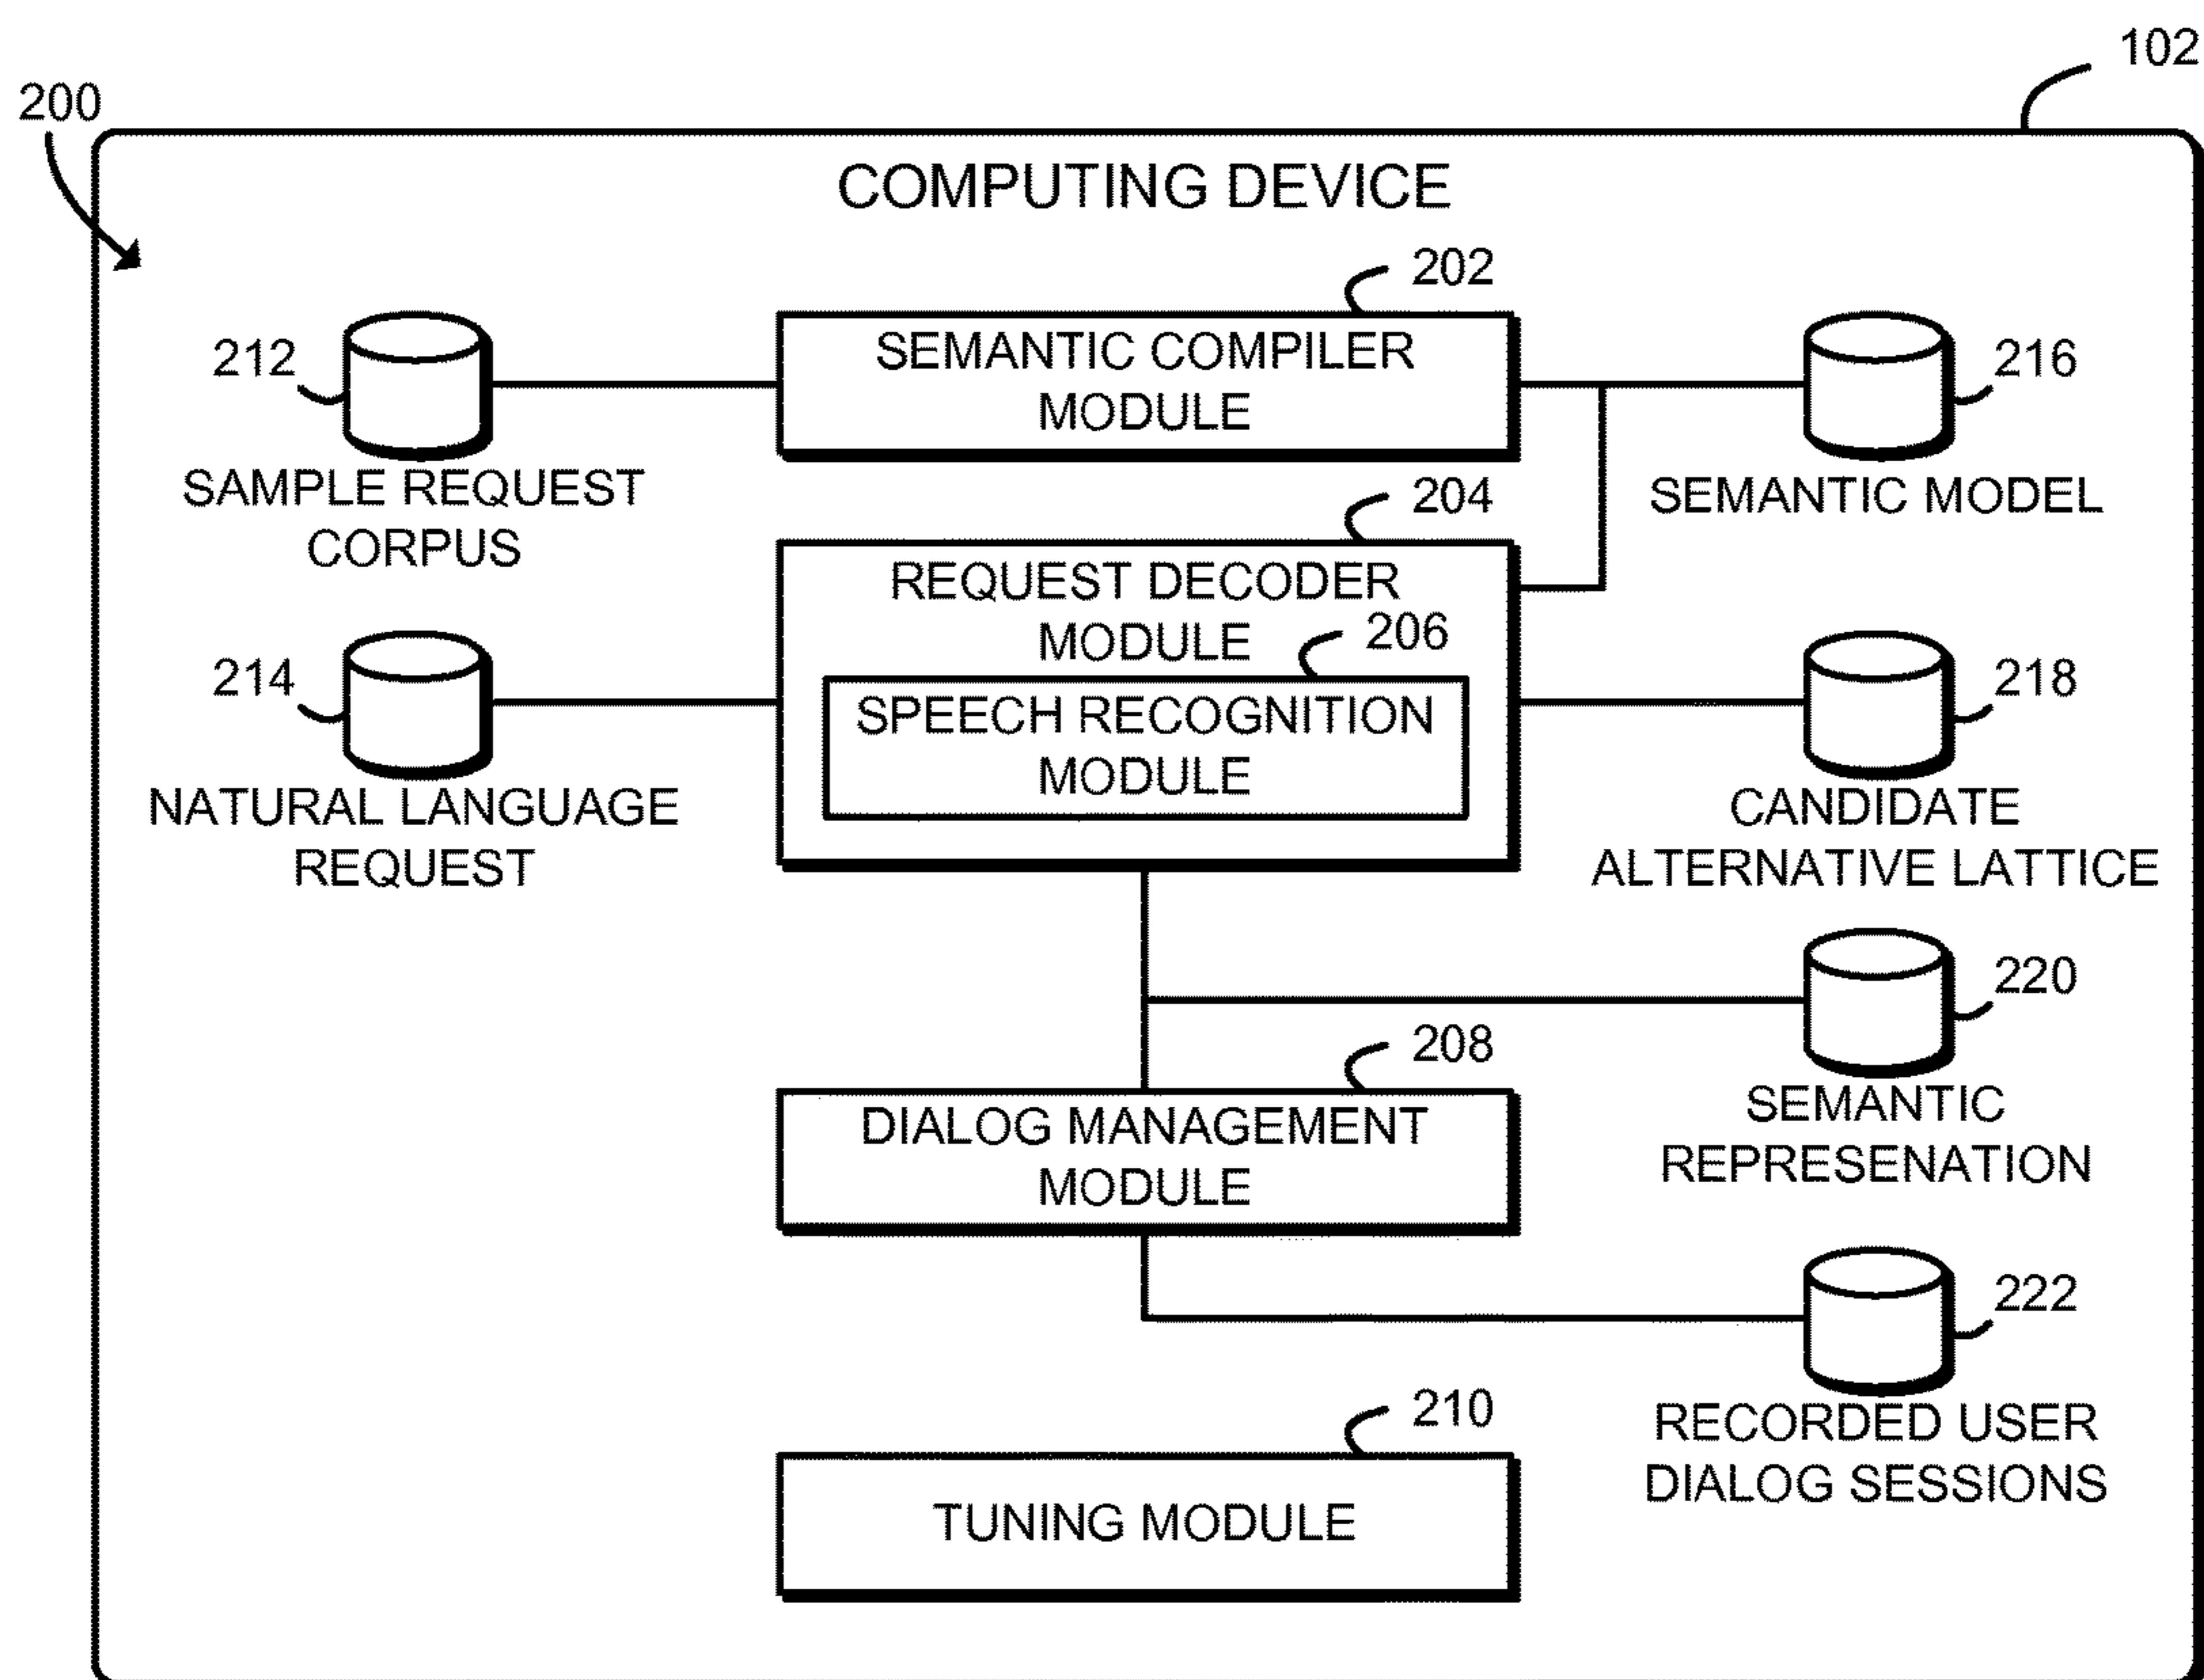 102
200
COMPUTING DEVICE
202
212
SEMANTIC COMPILER
MODULE
216
SAMPLE REQUEST
CORPUS
204
SEMANTIC MODEL
REQUEST DECODER
MODULE
206
214
SPEECH RECOGNITION
MODULE
218
NATURAL LANGUAGE
REQUEST
CANDIDATE
ALTERNATIVE LATTICE
220
208
DIALOG MANAGEMENT
MODULE
SEMANTIC
REPRESENATION
222
210
RECORDED USER
DIALOG SESSIONS
TUNING MODULE